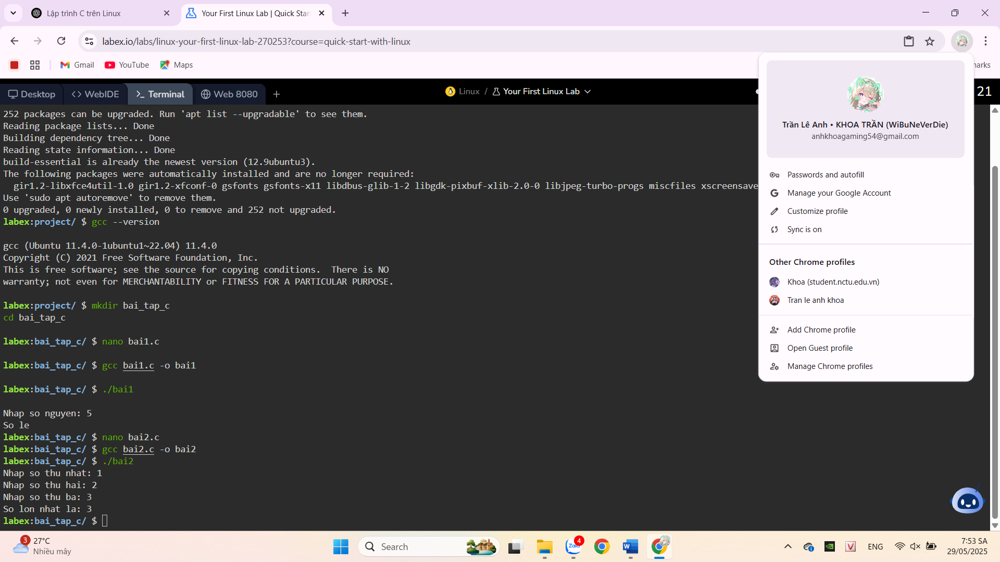 Lập trình C trên Linux
Your First Linux Lab | Quick Star
labex.io/labs/linux-your-first-linux-lab-270253?course=quick-start-with-linux
Gmail
YouTube
Maps
Desktop
WebIDE
Terminal
Web 8080
Linux / Your First Linux Lab
21
252 packages can be upgraded. Run 'apt list --upgradable' to see them.
Reading package lists... Done
Building dependency tree... Done
Reading state information... Done
build-essential is already the newest version (12.9ubuntu3).
The following packages were automatically installed and are no longer required:
gir1.2-libxfce4util-1.0 gir1.2-xfconf-0 gsfonts gsfonts-x11 libdbus-glib-1-2 libgdk-pixbuf-xlib-2.0-0 libjpeg-turbo-progs miscfiles xscreensave
Use 'sudo apt autoremove' to remove them.
0 upgraded, 0 newly installed, 0 to remove and 252 not upgraded.
labex:project/ $ gcc --version
gcc (Ubuntu 11.4.0-1ubuntu1~22.04) 11.4.0
Copyright (C) 2021 Free Software Foundation, Inc.
This is free software; see the source for copying conditions.  There is NO
warranty; not even for MERCHANTABILITY or FITNESS FOR A PARTICULAR PURPOSE.
labex:project/ $ mkdir bai_tap_c
cd bai_tap_c
labex:bai_tap_c/ $ nano bai1.c
labex:bai_tap_c/ $ gcc bai1.c -o bai1
labex:bai_tap_c/ $ ./bai1
Nhap so nguyen: 5
So le
labex:bai_tap_c/ $ nano bai2.c
labex:bai_tap_c/ $ gcc bai2.c -o bai2
labex:bai_tap_c/ $ ./bai2
Nhap so thu nhat: 1
Nhap so thu hai: 2
Nhap so thu ba: 3
So lon nhat la: 3
labex:bai_tap_c/ $
Trần Lê Anh • KHOA TRẦN (WiBuNeVerDie)
anhkhoagaming54@gmail.com
Passwords and autofill
Manage your Google Account
Customize profile
Sync is on
Other Chrome profiles
Khoa (student.nctu.edu.vn)
Tran le anh khoa
Add Chrome profile
Open Guest profile
Manage Chrome profiles
3
27°C
Nhiều mây
Search
Zalo
4
W
V
ENG
7:53 SA
29/05/2025